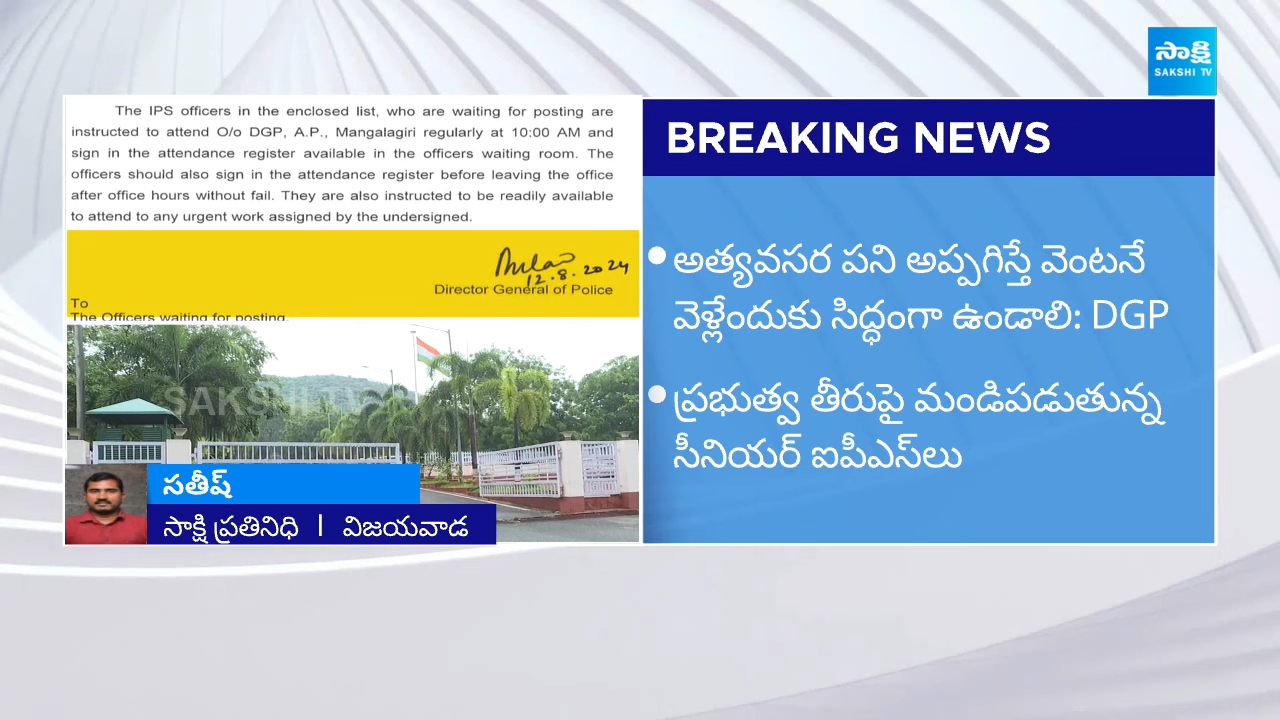 సాక్షి
SAKSHI TV
The IPS officers in the enclosed list, who are waiting for posting are
instructed to attend O/o DGP, A.P., Mangalagiri regularly at 10:00 AM and
sign in the attendance register available in the officers waiting room. The
officers should also sign in the attendance register before leaving the office
after office hours without fail. They are also instructed to be readily available
to attend to any urgent work assigned by the undersigned.
12.8.2024
Director General of Police
To
The Officers waiting for posting.
SAKSHI TV
సతీష్
సాక్షి ప్రతినిధి | విజయవాడ
BREAKING NEWS
అత్యవసర పని అప్పగిస్తే వెంటనే
వెళ్లేందుకు సిద్ధంగా ఉండాలి: DGP
ప్రభుత్వ తీరుపై మండిపడుతున్న
సీనియర్ ఐపీఎస్‌లు